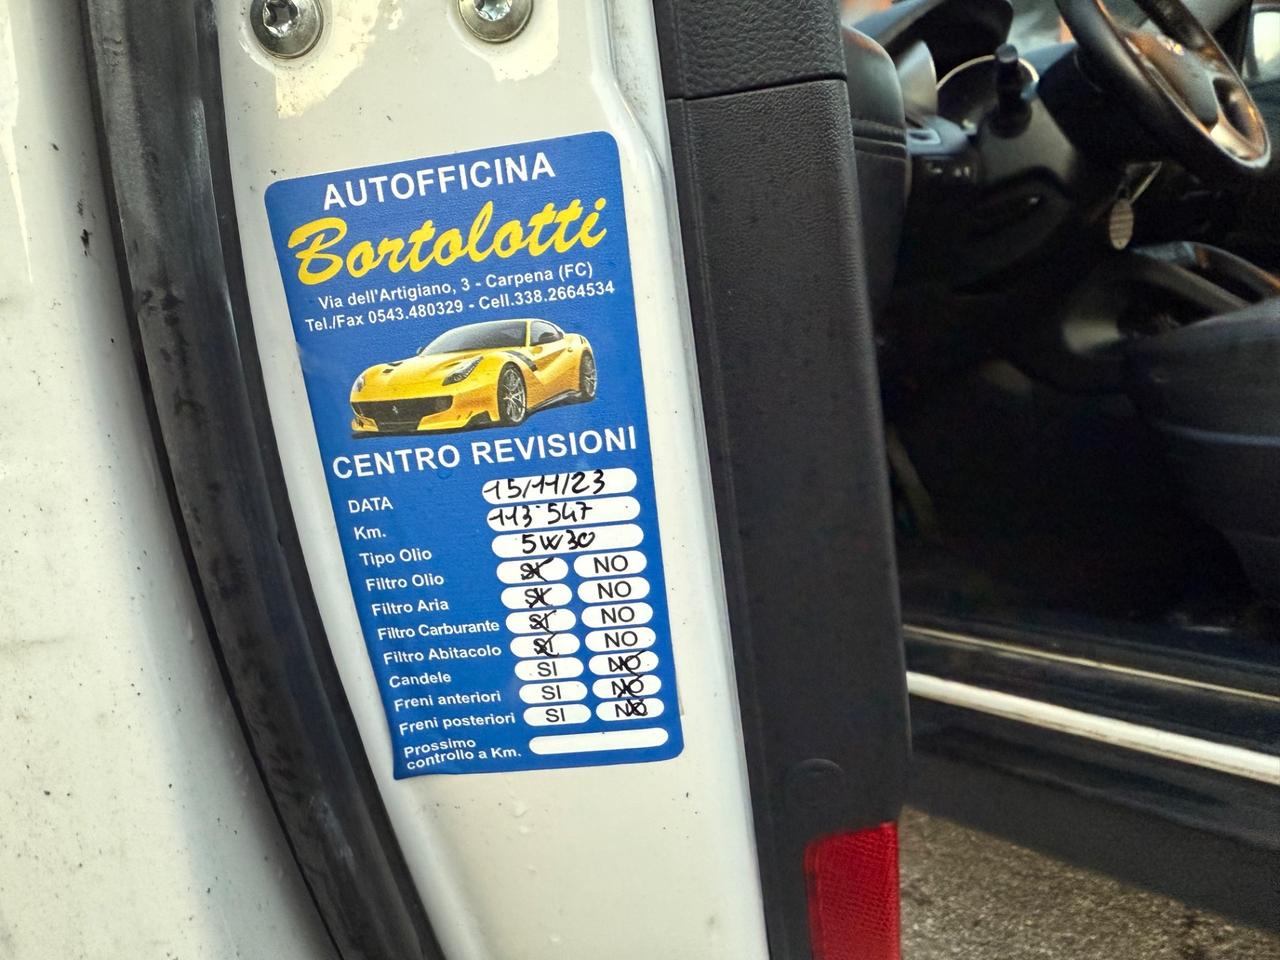 AUTOFFICINA
Bortolotti
Via dell'Artigiano, 3 - Carpena (FC)
Tel./Fax 0543.480329 - Cell.338.2664534
CENTRO REVISIONI
DATA 15/11/23
Km. 113547
Tipo Olio 5W30
Filtro Olio SI NO
Filtro Aria SI NO
Filtro Carburante SI NO
Filtro Abitacolo SI NO
Candele SI NO
Freni anteriori SI NO
Freni posteriori SI NO
Prossimo
controllo a Km.